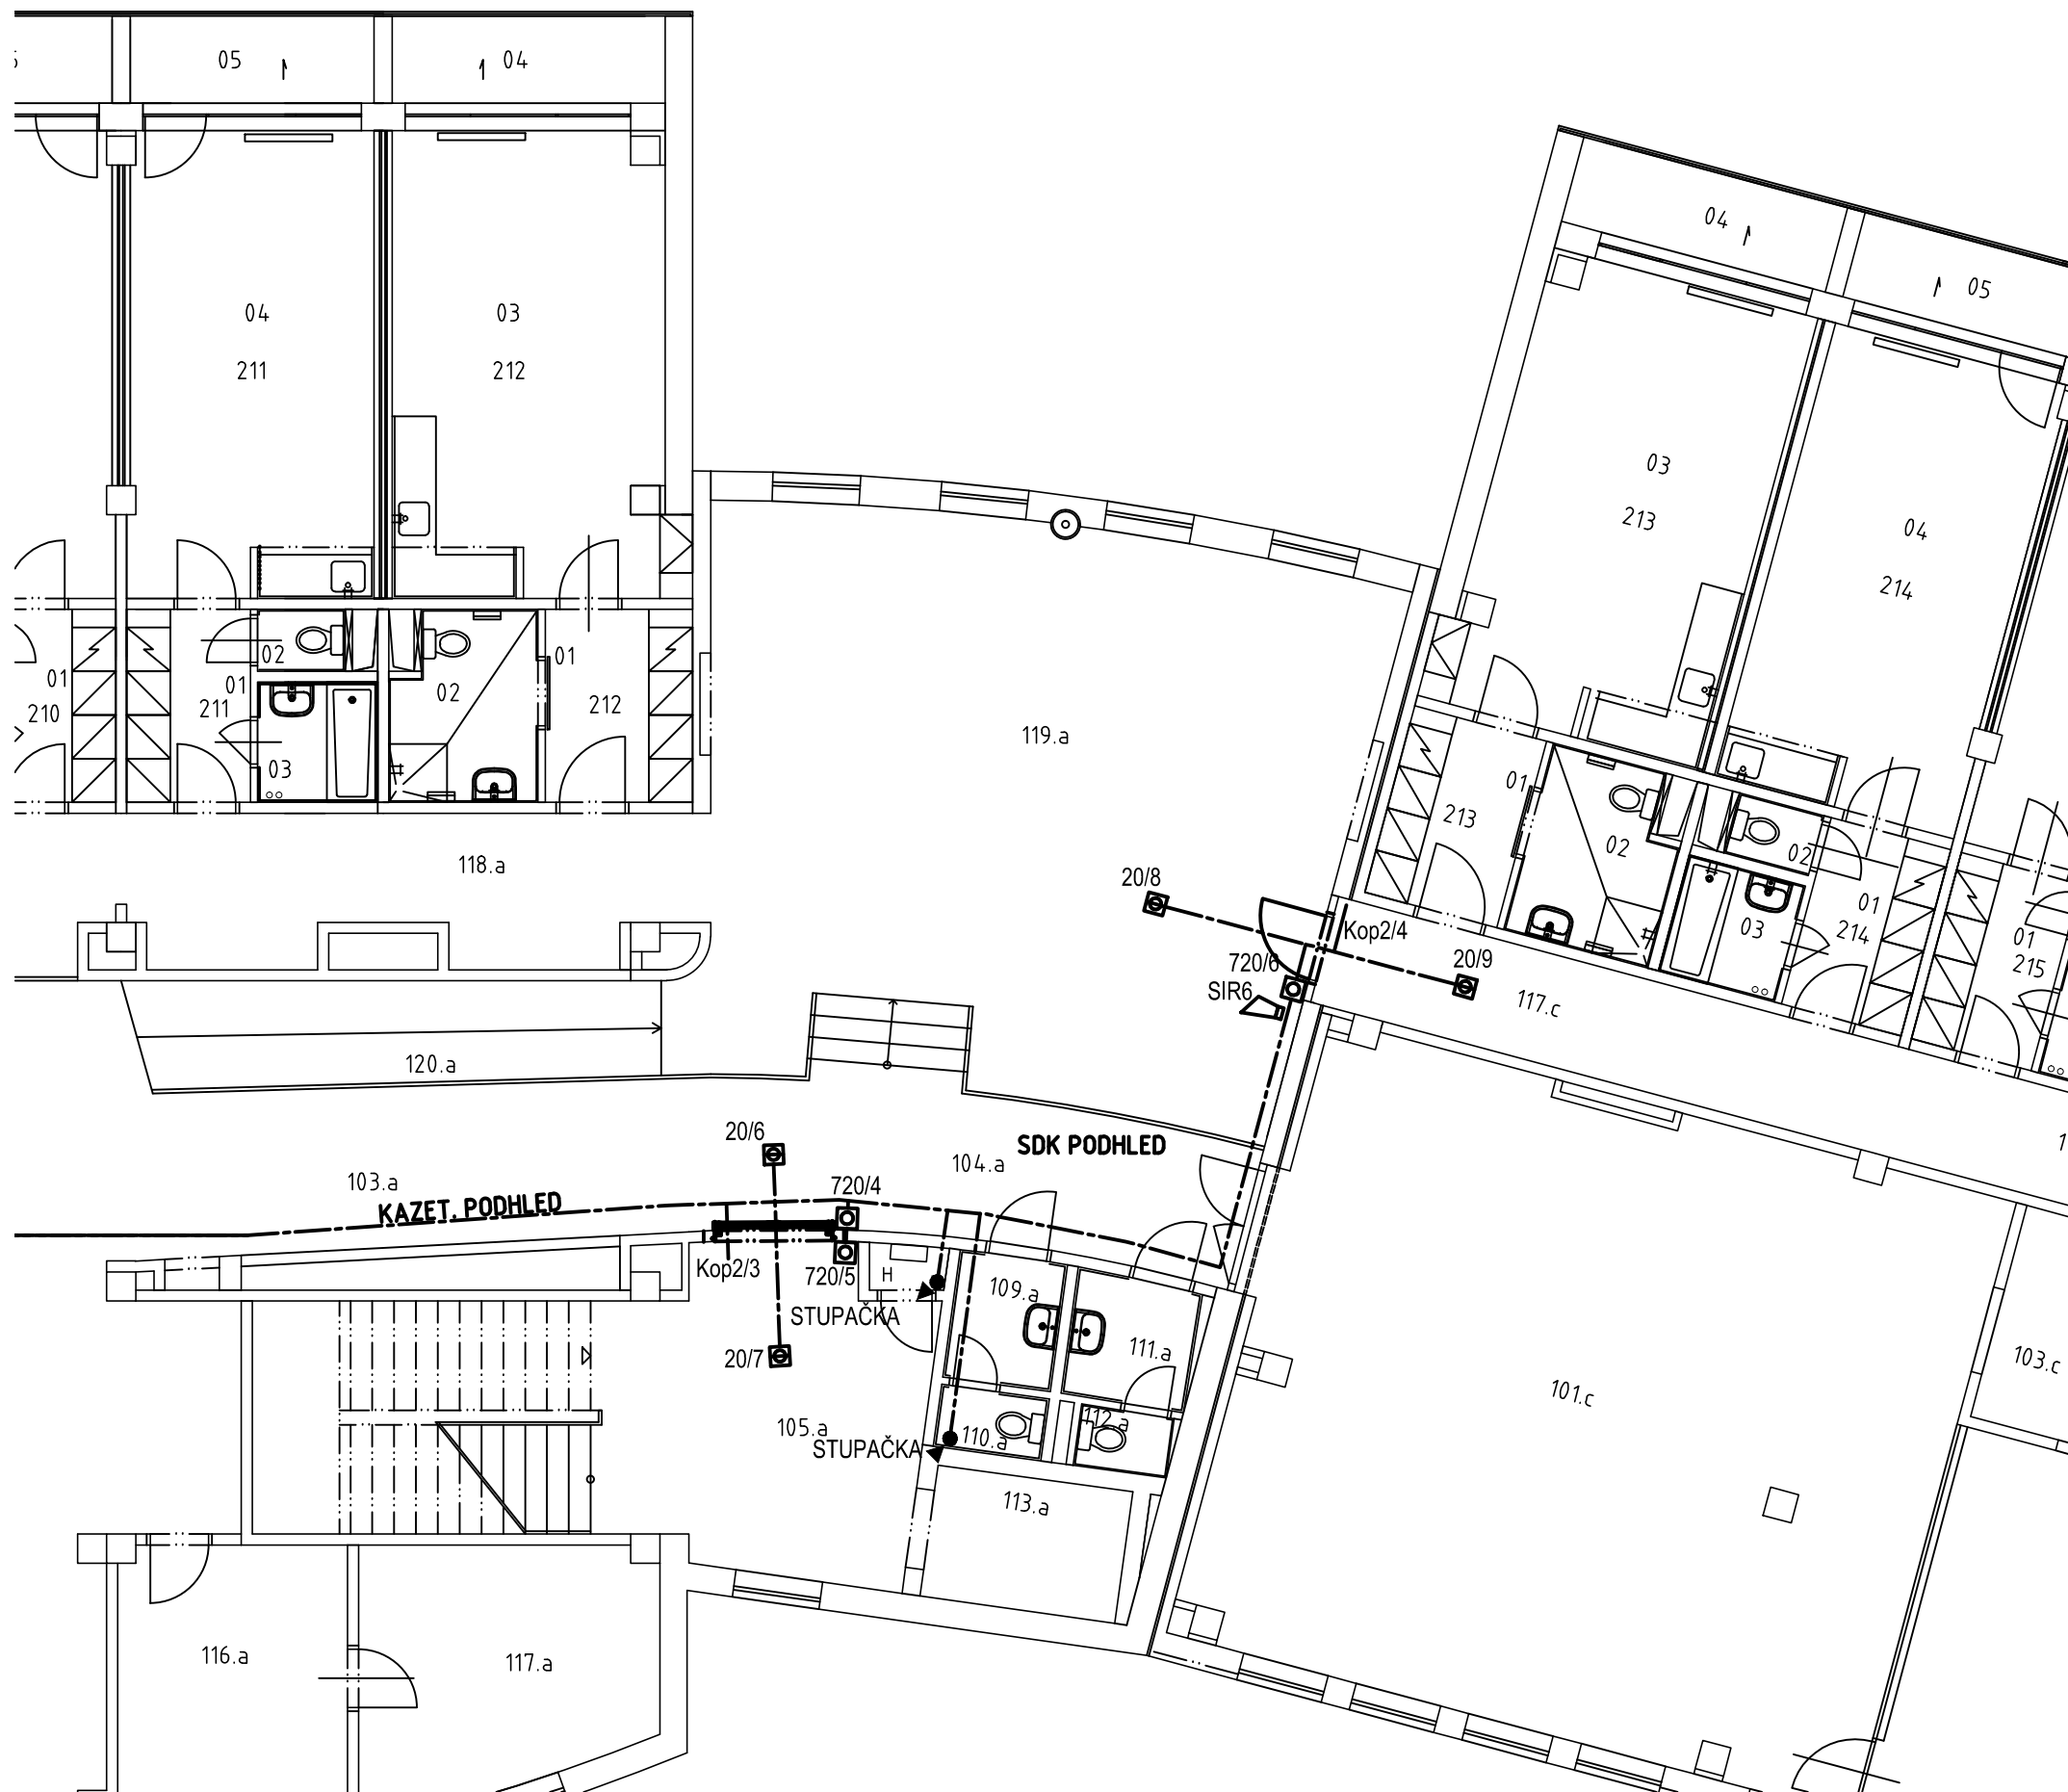 05
04
04
05
04
211
03
212
03
213
04
214
02
01
01
01
02
210
211
212
03
119.a
01
213
02
02
01
214
03
01
215
118.a
20/8
Kop2/4
720/6
SIR6
20/9
117.c
120.a
20/6
SDK PODHLED
104.a
103.a
KAZET. PODHLED
720/4
Kop2/3
720/5
H
109.a
STUPAČKA
20/7
111.a
103.c
101.c
105.a
112.a
110.a
STUPAČKA
113.a
116.a
117.a